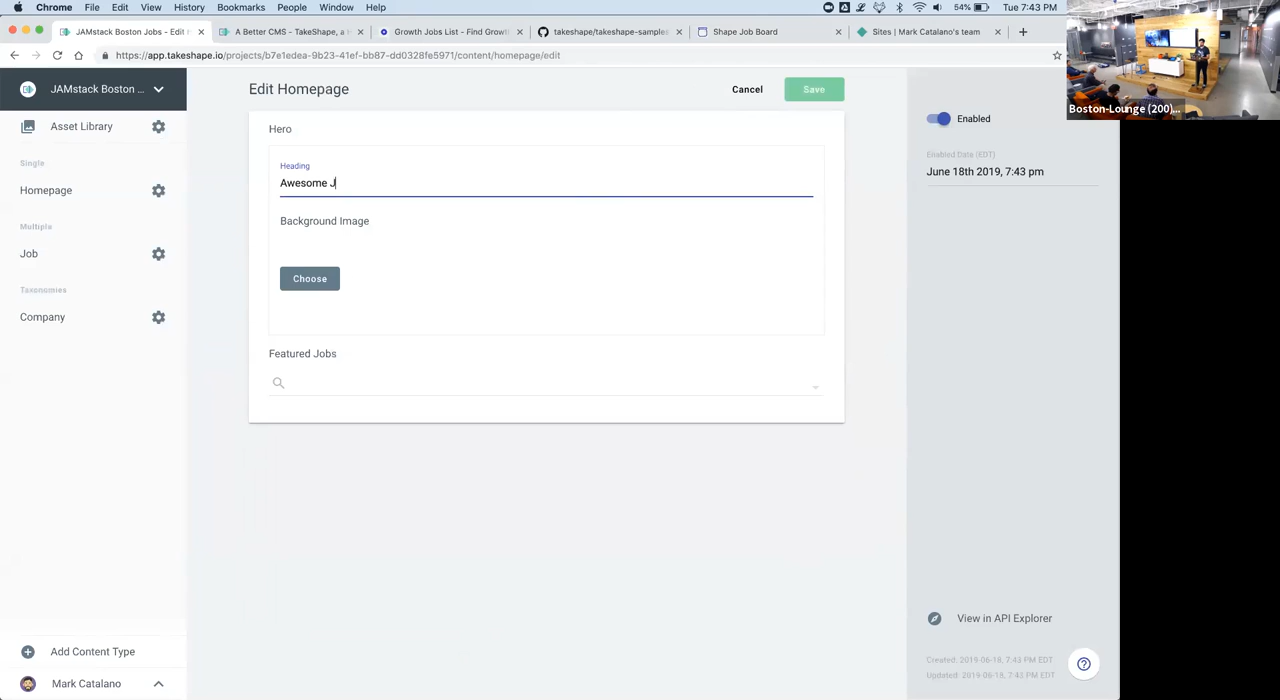 Chrome File Edit View History Bookmarks People Window Help
54% Tue 7:43 PM
JAMstack Boston Jobs - Edit H
A Better CMS - TakeShape, a h
Growth Jobs List - Find Growt
takeshape/takeshape-samples
Shape Job Board
Sites | Mark Catalano's team
https://app.takeshape.io/projects/b7e1edea-9b23-41ef-bb87-dd0328fe5971/content/homepage/edit
Boston-Lounge (200)...
JAMstack Boston ...
Asset Library
Single
Homepage
Multiple
Job
Taxonomies
Company
Add Content Type
Mark Catalano
Edit Homepage
Cancel
Save
Hero
Heading
Awesome J
Background Image
Choose
Featured Jobs
Enabled
Enabled Date (EDT)
June 18th 2019, 7:43 pm
View in API Explorer
Created: 2019-06-18, 7:43 PM EDT
Updated: 2019-06-18, 7:43 PM EDT